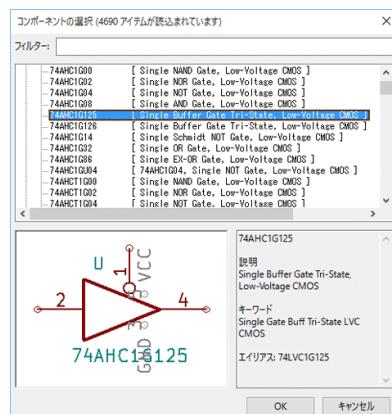 コンポーネントの選択 (4690 アイテムが読込まれています)
フィルター:
74AHC1G00 [ Single NAND Gate, Low-Voltage CMOS ]
74AHC1G02 [ Single NOR Gate, Low-Voltage CMOS ]
74AHC1G04 [ Single NOT Gate, Low-Voltage CMOS ]
74AHC1G08 [ Single AND Gate, Low-Voltage CMOS ]
74AHC1G125 [ Single Buffer Gate Tri-State, Low-Voltage CMOS ]
74AHC1G126 [ Single Buffer Gate Tri-State, Low-Voltage CMOS ]
74AHC1G14 [ Single Schmidt NOT Gate, Low-Voltage CMOS ]
74AHC1G32 [ Single OR Gate, Low-Voltage CMOS ]
74AHC1G86 [ Single EX-OR Gate, Low-Voltage CMOS ]
74AHC1GU04 [ 74AHC1G04, Single NOT Gate, Low-Voltage CMOS ]
74AHCT1G00 [ Single NAND Gate, Low-Voltage CMOS ]
74AHCT1G02 [ Single NOR Gate, Low-Voltage CMOS ]
74AHCT1G04 [ Single NOT Gate, Low-Voltage CMOS ]
U
1
VCC
2
4
GND
74AHC1G125
74AHC1G125
説明
Single Buffer Gate Tri-State,
Low-Voltage CMOS
キーワード
Single Gate Buff Tri-State LVC
CMOS
エイリアス: 74LVC1G125
OK
キャンセル